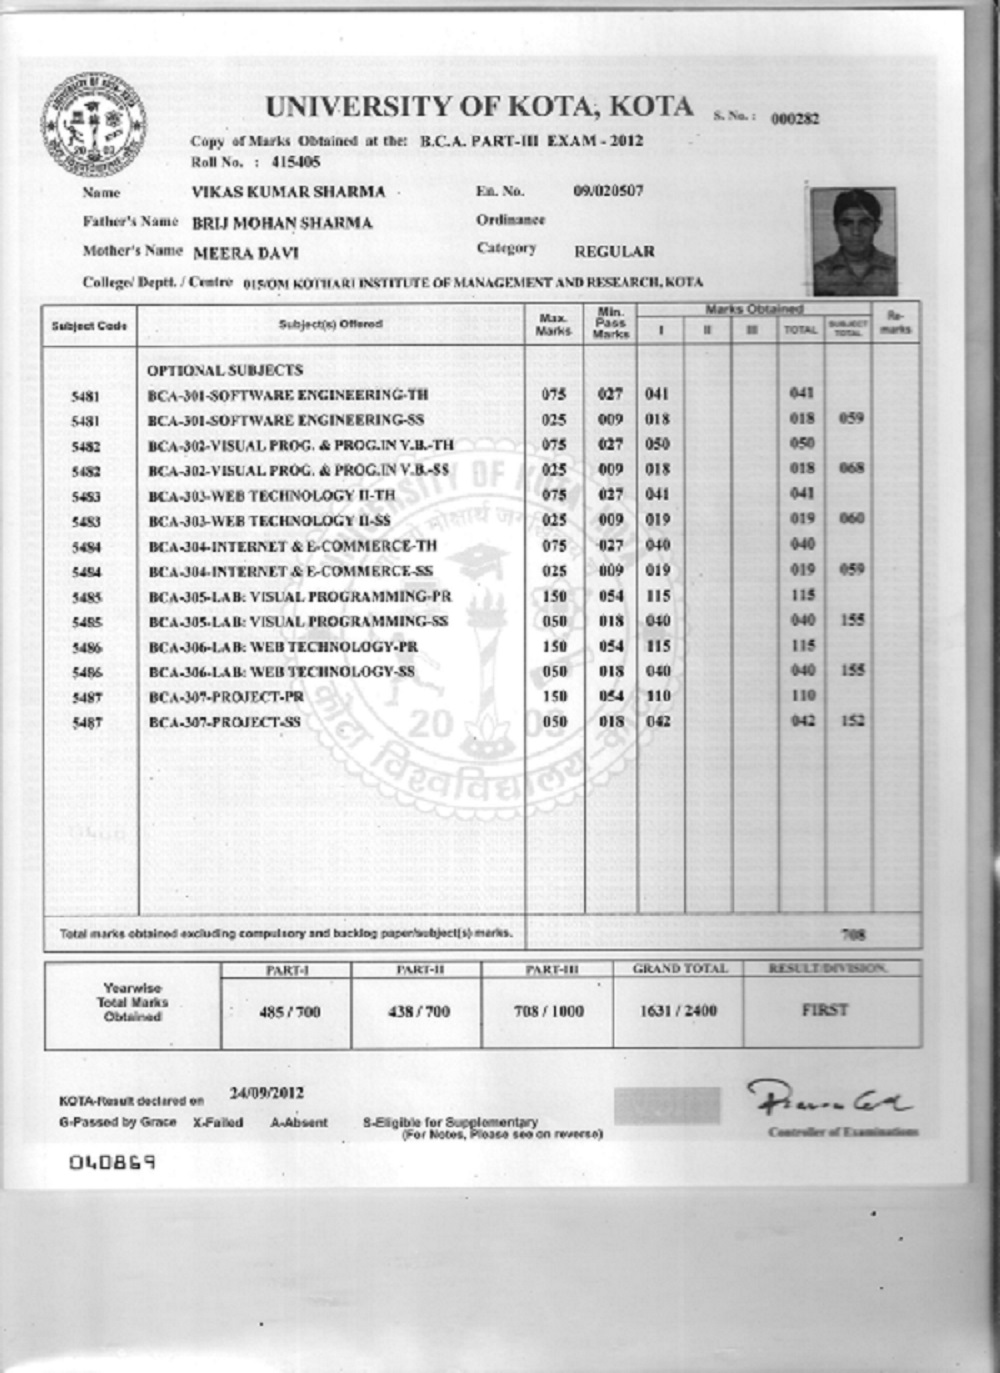 UNIVERSITY OF KOTA, KOTA
S. No. : 000282
Copy of Marks Obtained at the: B.C.A. PART-III EXAM - 2012
Roll No. : 415405
Name VIKAS KUMAR SHARMA En. No. 09/020507
Father's Name BRIJ MOHAN SHARMA Ordinance
Mother's Name MEERA DAVI Category REGULAR
College/ Deptt. / Centre 015/OM KOTHARI INSTITUTE OF MANAGEMENT AND RESEARCH, KOTA
Subject Code Subject(s) Offered Max. Marks Min. Pass Marks Marks Obtained I II III TOTAL SUBJECT TOTAL Re-marks
OPTIONAL SUBJECTS
5481 BCA-301-SOFTWARE ENGINEERING-TH 075 027 041 041
5481 BCA-301-SOFTWARE ENGINEERING-SS 025 009 018 018 059
5482 BCA-302-VISUAL PROG. & PROG.IN V.B.-TH 075 027 050 050
5482 BCA-302-VISUAL PROG. & PROG.IN V.B.-SS 025 009 018 018 068
5483 BCA-303-WEB TECHNOLOGY II-TH 075 027 041 041
5483 BCA-303-WEB TECHNOLOGY II-SS 025 009 019 019 060
5484 BCA-304-INTERNET & E-COMMERCE-TH 075 027 040 040
5484 BCA-304-INTERNET & E-COMMERCE-SS 025 009 019 019 059
5485 BCA-305-LAB: VISUAL PROGRAMMING-PR 150 054 115 115
5485 BCA-305-LAB: VISUAL PROGRAMMING-SS 050 018 040 040 155
5486 BCA-306-LAB: WEB TECHNOLOGY-PR 150 054 115 115
5486 BCA-306-LAB: WEB TECHNOLOGY-SS 050 018 040 040 155
5487 BCA-307-PROJECT-PR 150 054 110 110
5487 BCA-307-PROJECT-SS 050 018 042 042 152
Total marks obtained excluding compulsory and backlog paper/subject(s) marks. 708
Yearwise Total Marks Obtained
PART-I PART-II PART-III GRAND TOTAL RESULT/DIVISION
485 / 700 438 / 700 708 / 1000 1631 / 2400 FIRST
KOTA-Result declared on 24/09/2012
G-Passed by Grace X-Failed A-Absent S-Eligible for Supplementary
(For Notes, Please see on reverse)
Controller of Examinations
040869